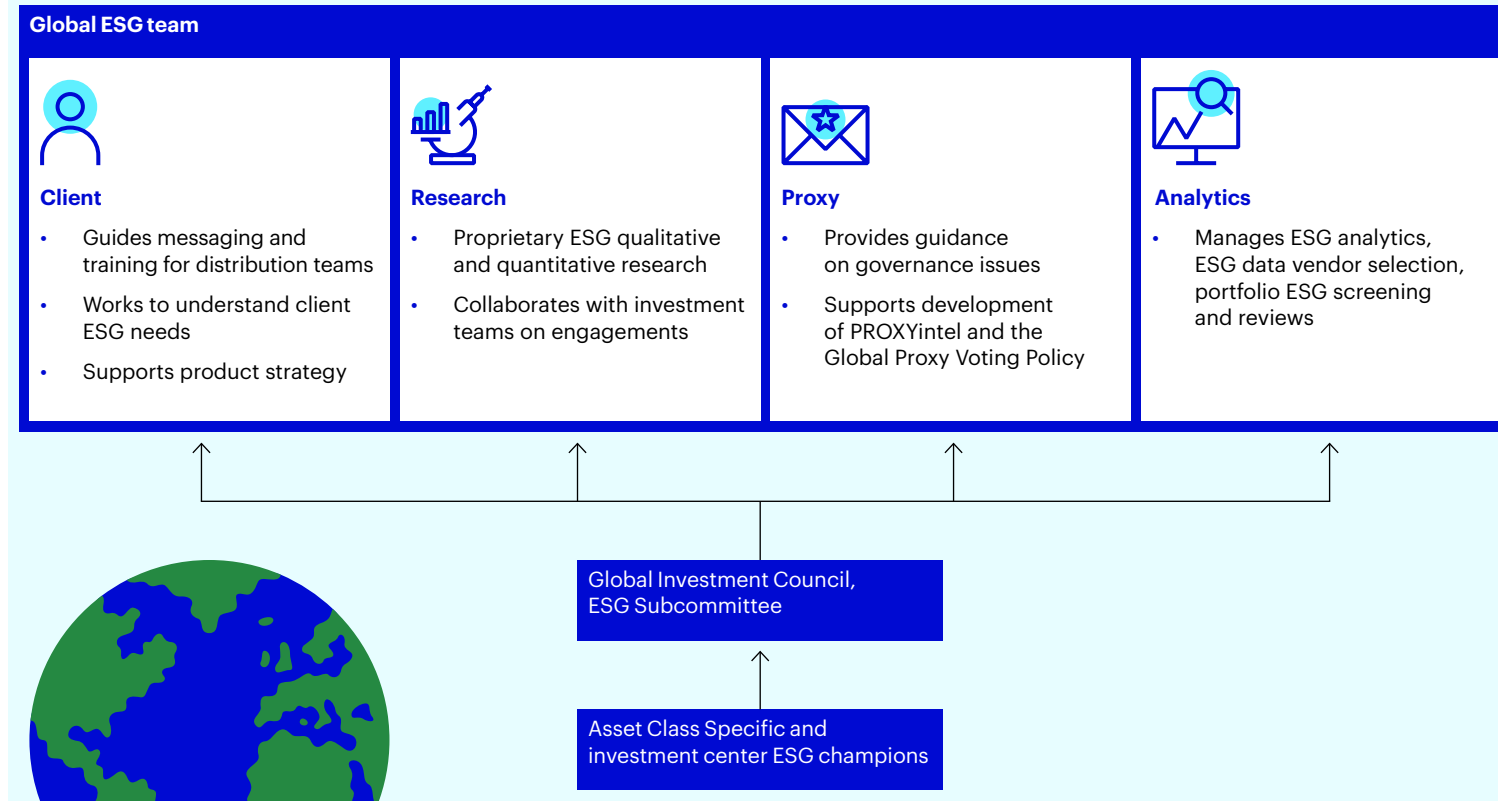 Global ESG team
Client
• Guides messaging and
training for distribution teams
• Works to understand client
ESG needs
• Supports product strategy
Research
• Proprietary ESG qualitative
and quantitative research
• Collaborates with investment
teams on engagements
Proxy
• Provides guidance
on governance issues
• Supports development
of PROXYintel and the
Global Proxy Voting Policy
Analytics
• Manages ESG analytics,
ESG data vendor selection,
portfolio ESG screening
and reviews
Global Investment Council,
ESG Subcommittee
Asset Class Specific and
investment center ESG champions